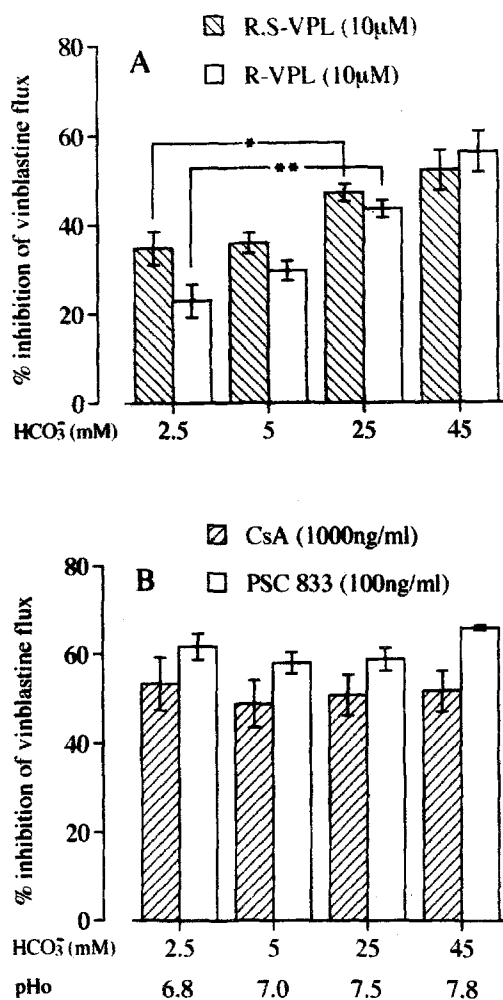 R.S-VPL (10μM)
R-VPL (10μM)
A
% inhibition of vinblastine flux
80
60
40
20
0
*
**
HCO₃⁻ (mM)
2.5 5 25 45
CsA (1000ng/ml)
PSC 833 (100ng/ml)
B
% inhibition of vinblastine flux
80
60
40
20
0
HCO₃⁻ (mM)
2.5 5 25 45
pHo 6.8 7.0 7.5 7.8